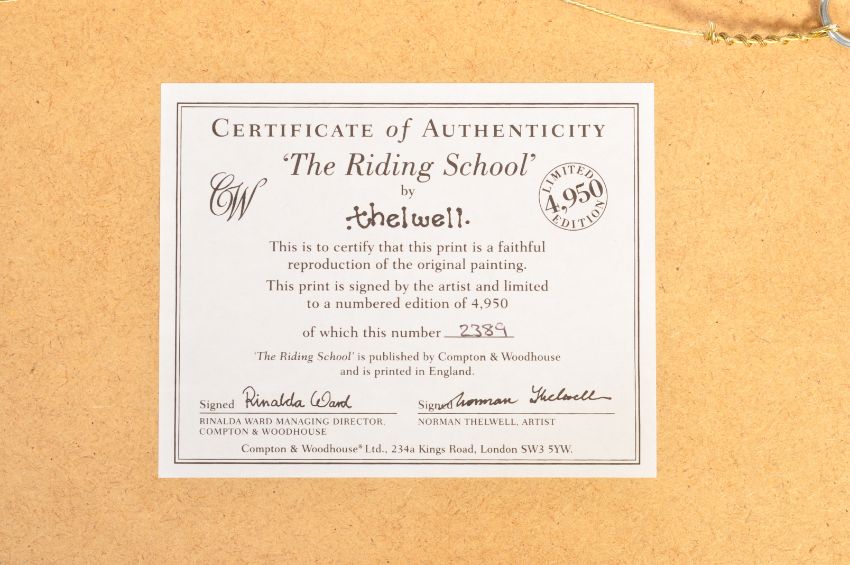 CERTIFICATE of AUTHENTICITY
'The Riding School'
by
thelwell.
CW
LIMITED
4,950
EDITION
This is to certify that this print is a faithful
reproduction of the original painting.
This print is signed by the artist and limited
to a numbered edition of 4,950
of which this number 2389
'The Riding School' is published by Compton & Woodhouse
and is printed in England.
Signed Rinalda Ward
RINALDA WARD MANAGING DIRECTOR,
COMPTON & WOODHOUSE
Signed Norman Thelwell
NORMAN THELWELL, ARTIST
Compton & Woodhouse® Ltd., 234a Kings Road, London SW3 5YW.